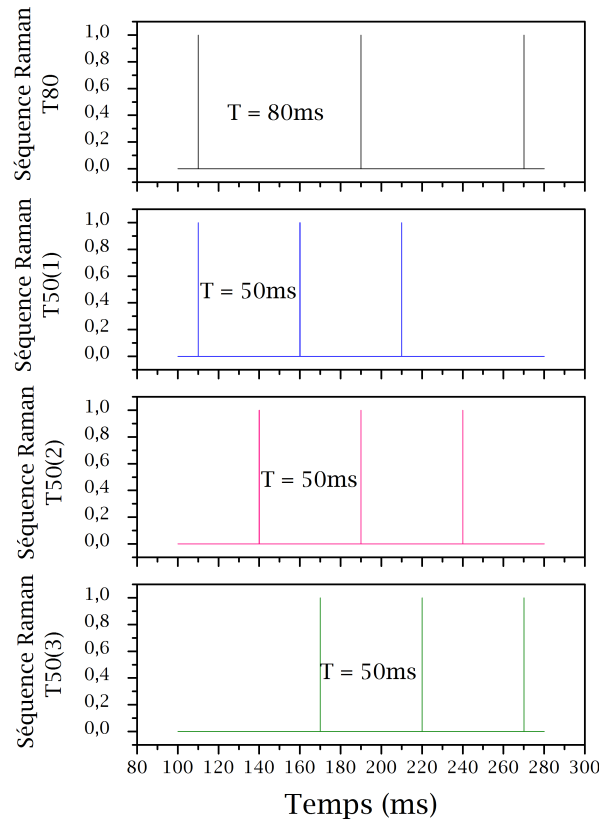 Séquence Raman
T80
1,0
0,8
0,6
0,4
0,2
0,0
T = 80ms
Séquence Raman
T50(1)
1,0
0,8
0,6
0,4
0,2
0,0
T = 50ms
Séquence Raman
T50(2)
1,0
0,8
0,6
0,4
0,2
0,0
T = 50ms
Séquence Raman
T50(3)
1,0
0,8
0,6
0,4
0,2
0,0
T = 50ms
80 100 120 140 160 180 200 220 240 260 280 300
Temps (ms)